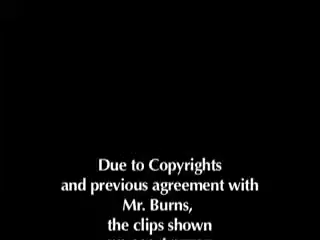 Due to Copyrights
and previous agreement with
Mr. Burns,
the clips shown